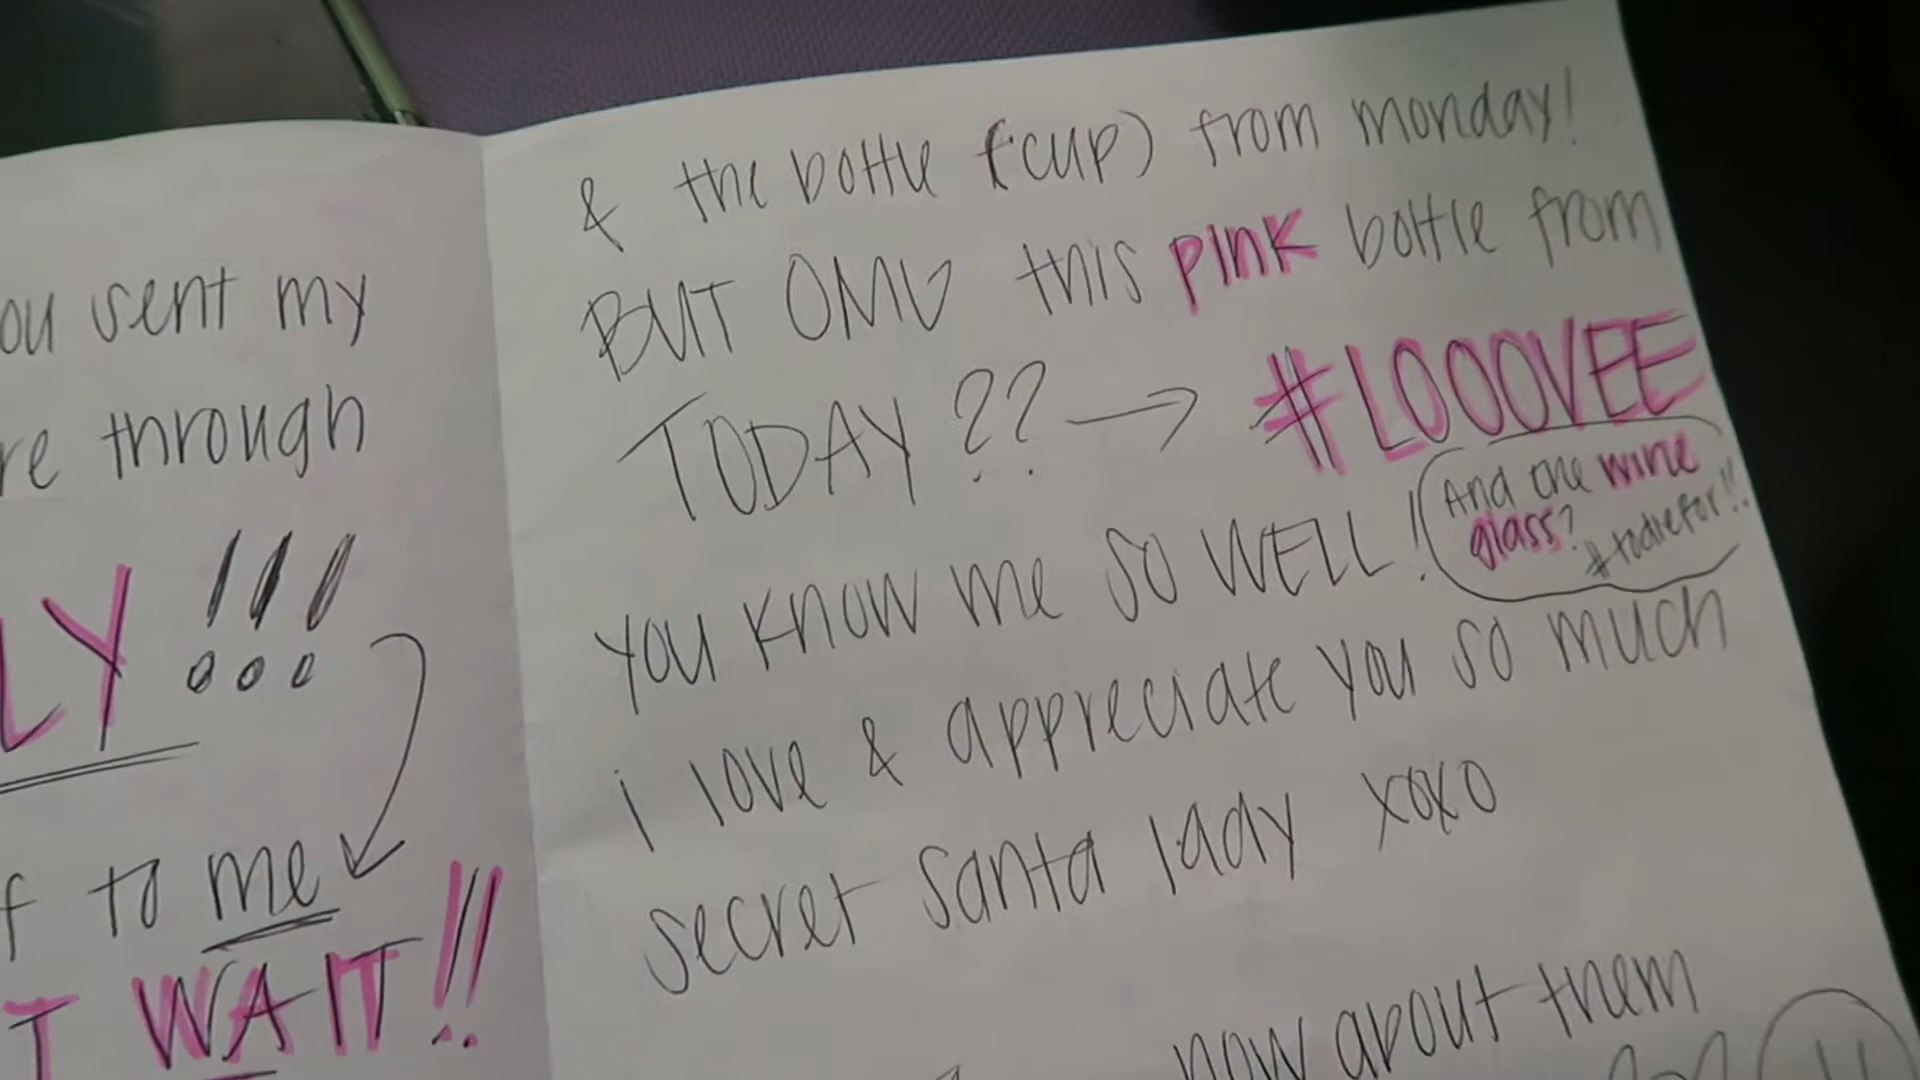 ou sent my
re through
LY!!!
f to me
T WAIT!!
& the bottle (cup) from monday!
BUT OMG this pink bottle from
TODAY?? → #LOOOVEE
And the wine
glass?
#todiefor!!
you know me so WELL!
i love & appreciate you so much
secret santa lady xoxo
now about them